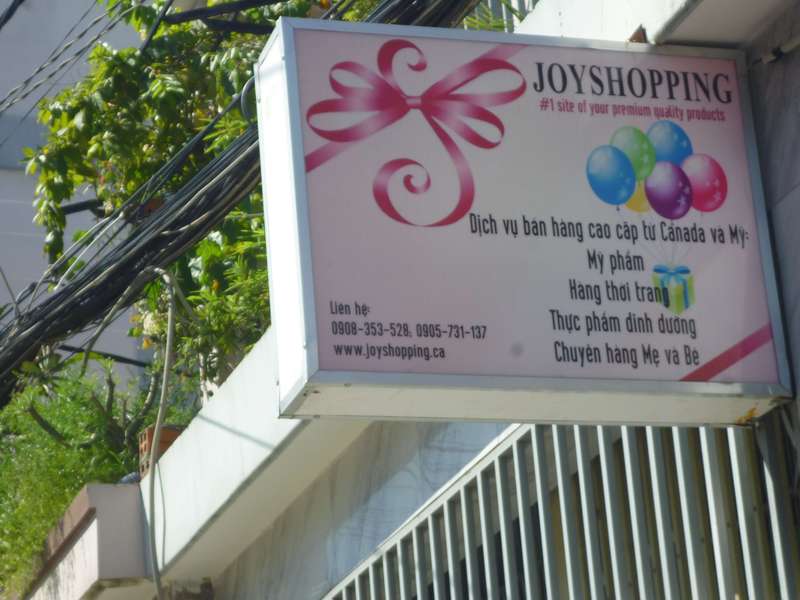 JOYSHOPPING
#1 site of your premium quality products
Dịch vụ bán hàng cao cấp từ Canada và Mỹ:
Mỹ phẩm
Hàng thời trang
Thực phẩm dinh dưỡng
Chuyên hàng Mẹ và Bé
Liên hệ:
0908-353-528, 0905-731-137
www.joyshopping.ca